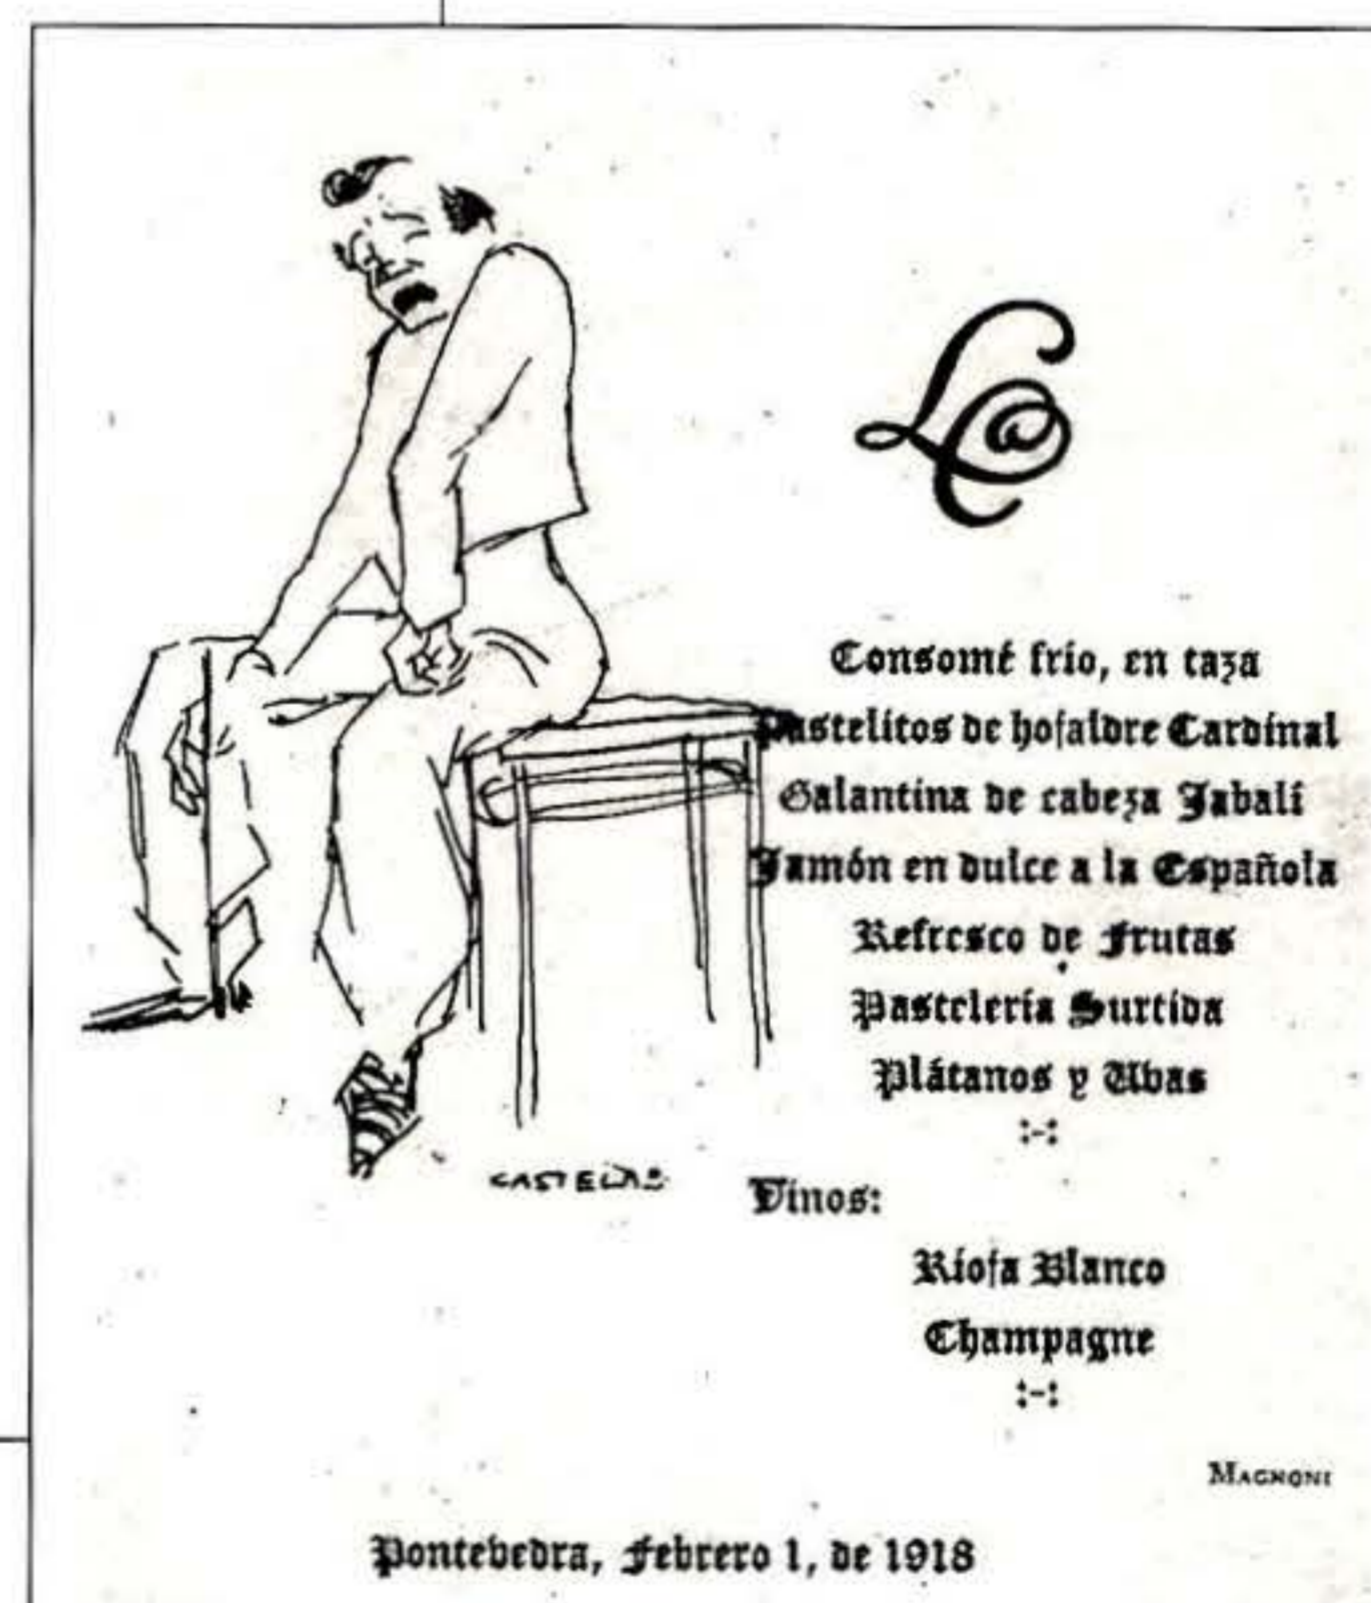 Consomé frío, en taza
Pastelitos de hojaldre Cardinal
Galantina de cabeza Jabalí
Jamón en dulce a la Española
Refresco de Frutas
Pastelería Surtida
Plátanos y Uvas
:-:
CASTELAO
Vinos:
Rioja Blanco
Champagne
:-:
MAGNONI
Pontevedra, Febrero 1, de 1918